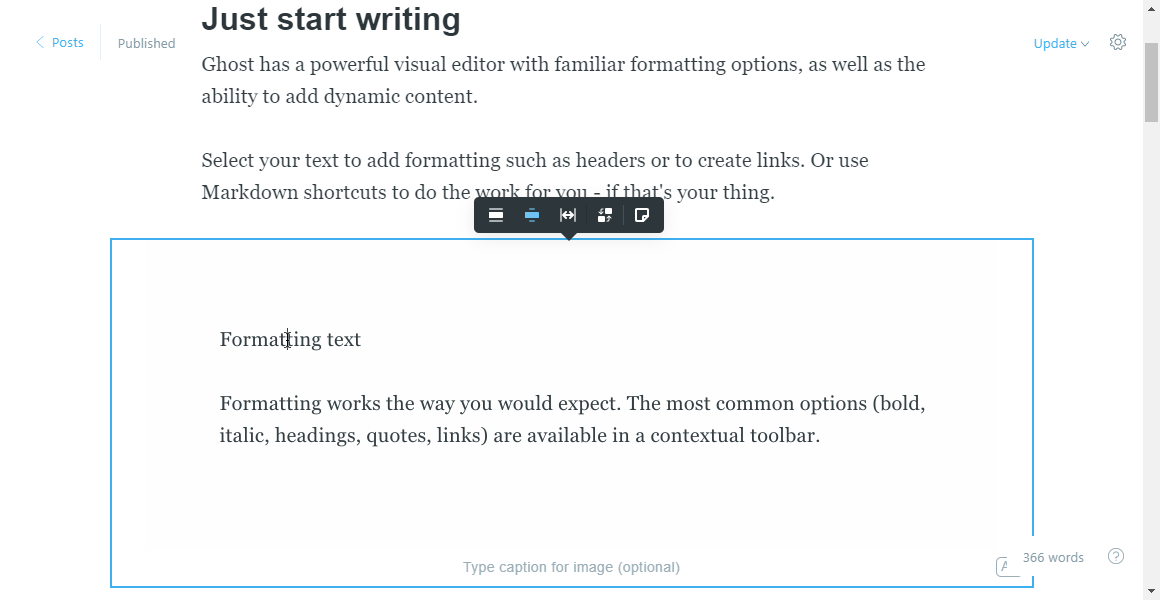 Just start writing
Posts
Published
Update
Ghost has a powerful visual editor with familiar formatting options, as well as the
ability to add dynamic content.
Select your text to add formatting such as headers or to create links. Or use
Markdown shortcuts to do the work for you - if that's your thing.
Formatting text
Formatting works the way you would expect. The most common options (bold,
italic, headings, quotes, links) are available in a contextual toolbar.
Type caption for image (optional)
366 words
?